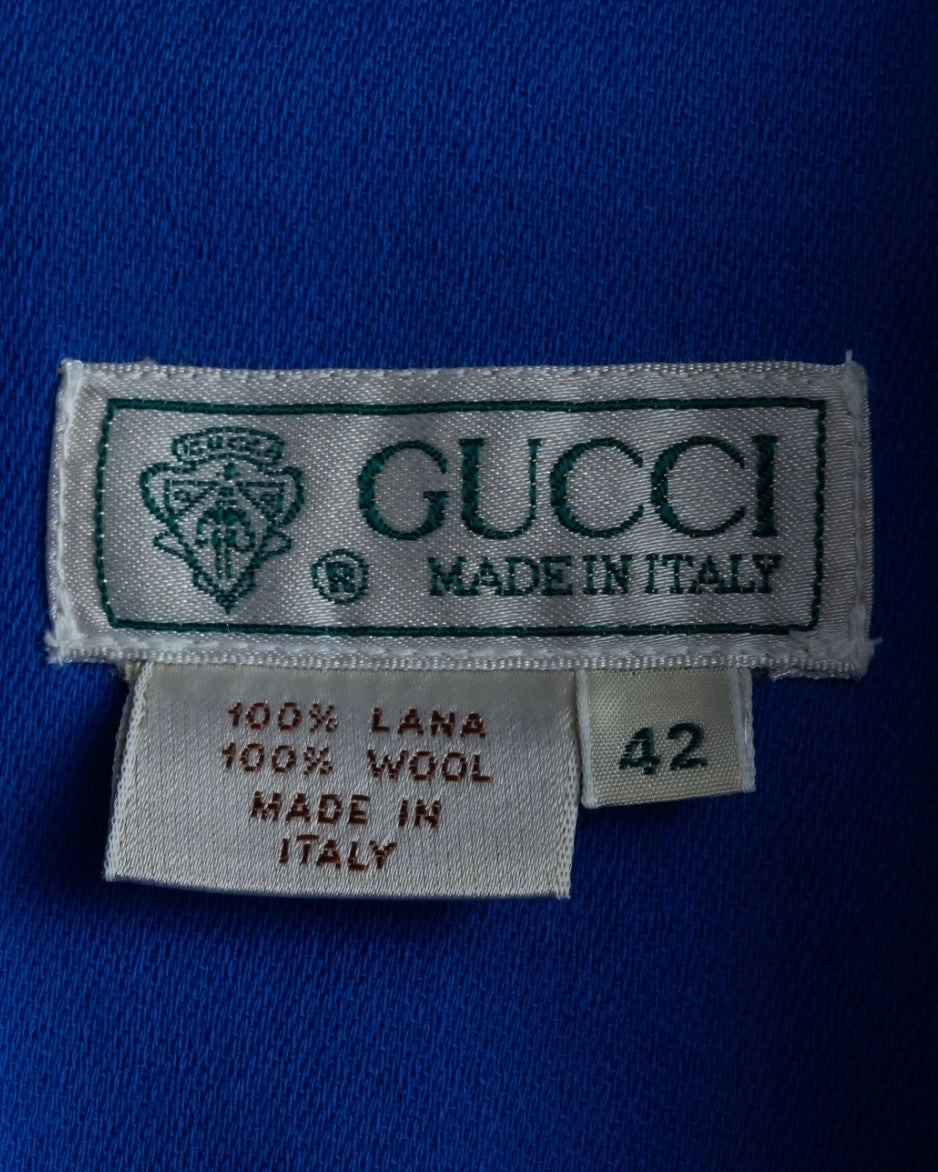 GUCCI
® MADE IN ITALY
100% LANA
100% WOOL
MADE IN
ITALY
42